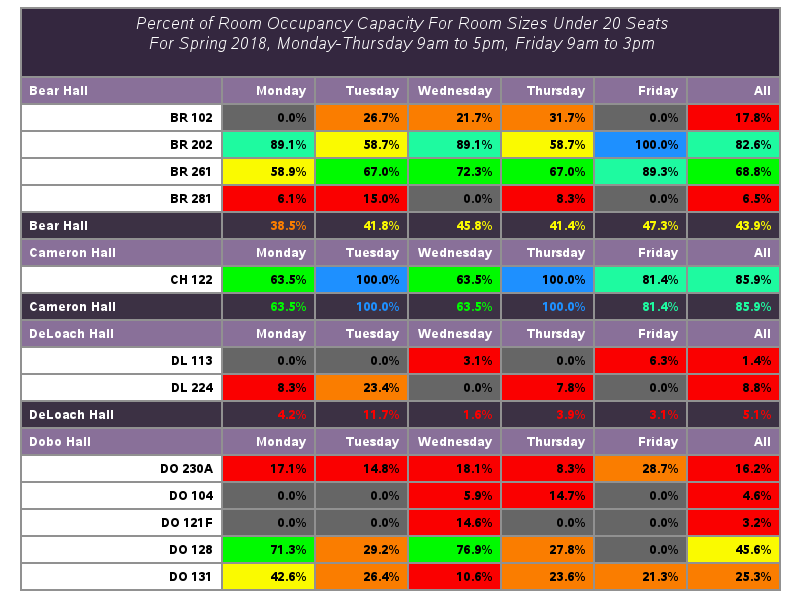 Percent of Room Occupancy Capacity For Room Sizes Under 20 Seats
For Spring 2018, Monday-Thursday 9am to 5pm, Friday 9am to 3pm
Bear Hall Monday Tuesday Wednesday Thursday Friday All
BR 102 0.0% 26.7% 21.7% 31.7% 0.0% 17.8%
BR 202 89.1% 58.7% 89.1% 58.7% 100.0% 82.6%
BR 261 58.9% 67.0% 72.3% 67.0% 89.3% 68.8%
BR 281 6.1% 15.0% 0.0% 8.3% 0.0% 6.5%
Bear Hall 38.5% 41.8% 45.8% 41.4% 47.3% 43.9%
Cameron Hall Monday Tuesday Wednesday Thursday Friday All
CH 122 63.5% 100.0% 63.5% 100.0% 81.4% 85.9%
Cameron Hall 63.5% 100.0% 63.5% 100.0% 81.4% 85.9%
DeLoach Hall Monday Tuesday Wednesday Thursday Friday All
DL 113 0.0% 0.0% 3.1% 0.0% 6.3% 1.4%
DL 224 8.3% 23.4% 0.0% 7.8% 0.0% 8.8%
DeLoach Hall 4.2% 11.7% 1.6% 3.9% 3.1% 5.1%
Dobo Hall Monday Tuesday Wednesday Thursday Friday All
DO 230A 17.1% 14.8% 18.1% 8.3% 28.7% 16.2%
DO 104 0.0% 0.0% 5.9% 14.7% 0.0% 4.6%
DO 121F 0.0% 0.0% 14.6% 0.0% 0.0% 3.2%
DO 128 71.3% 29.2% 76.9% 27.8% 0.0% 45.6%
DO 131 42.6% 26.4% 10.6% 23.6% 21.3% 25.3%